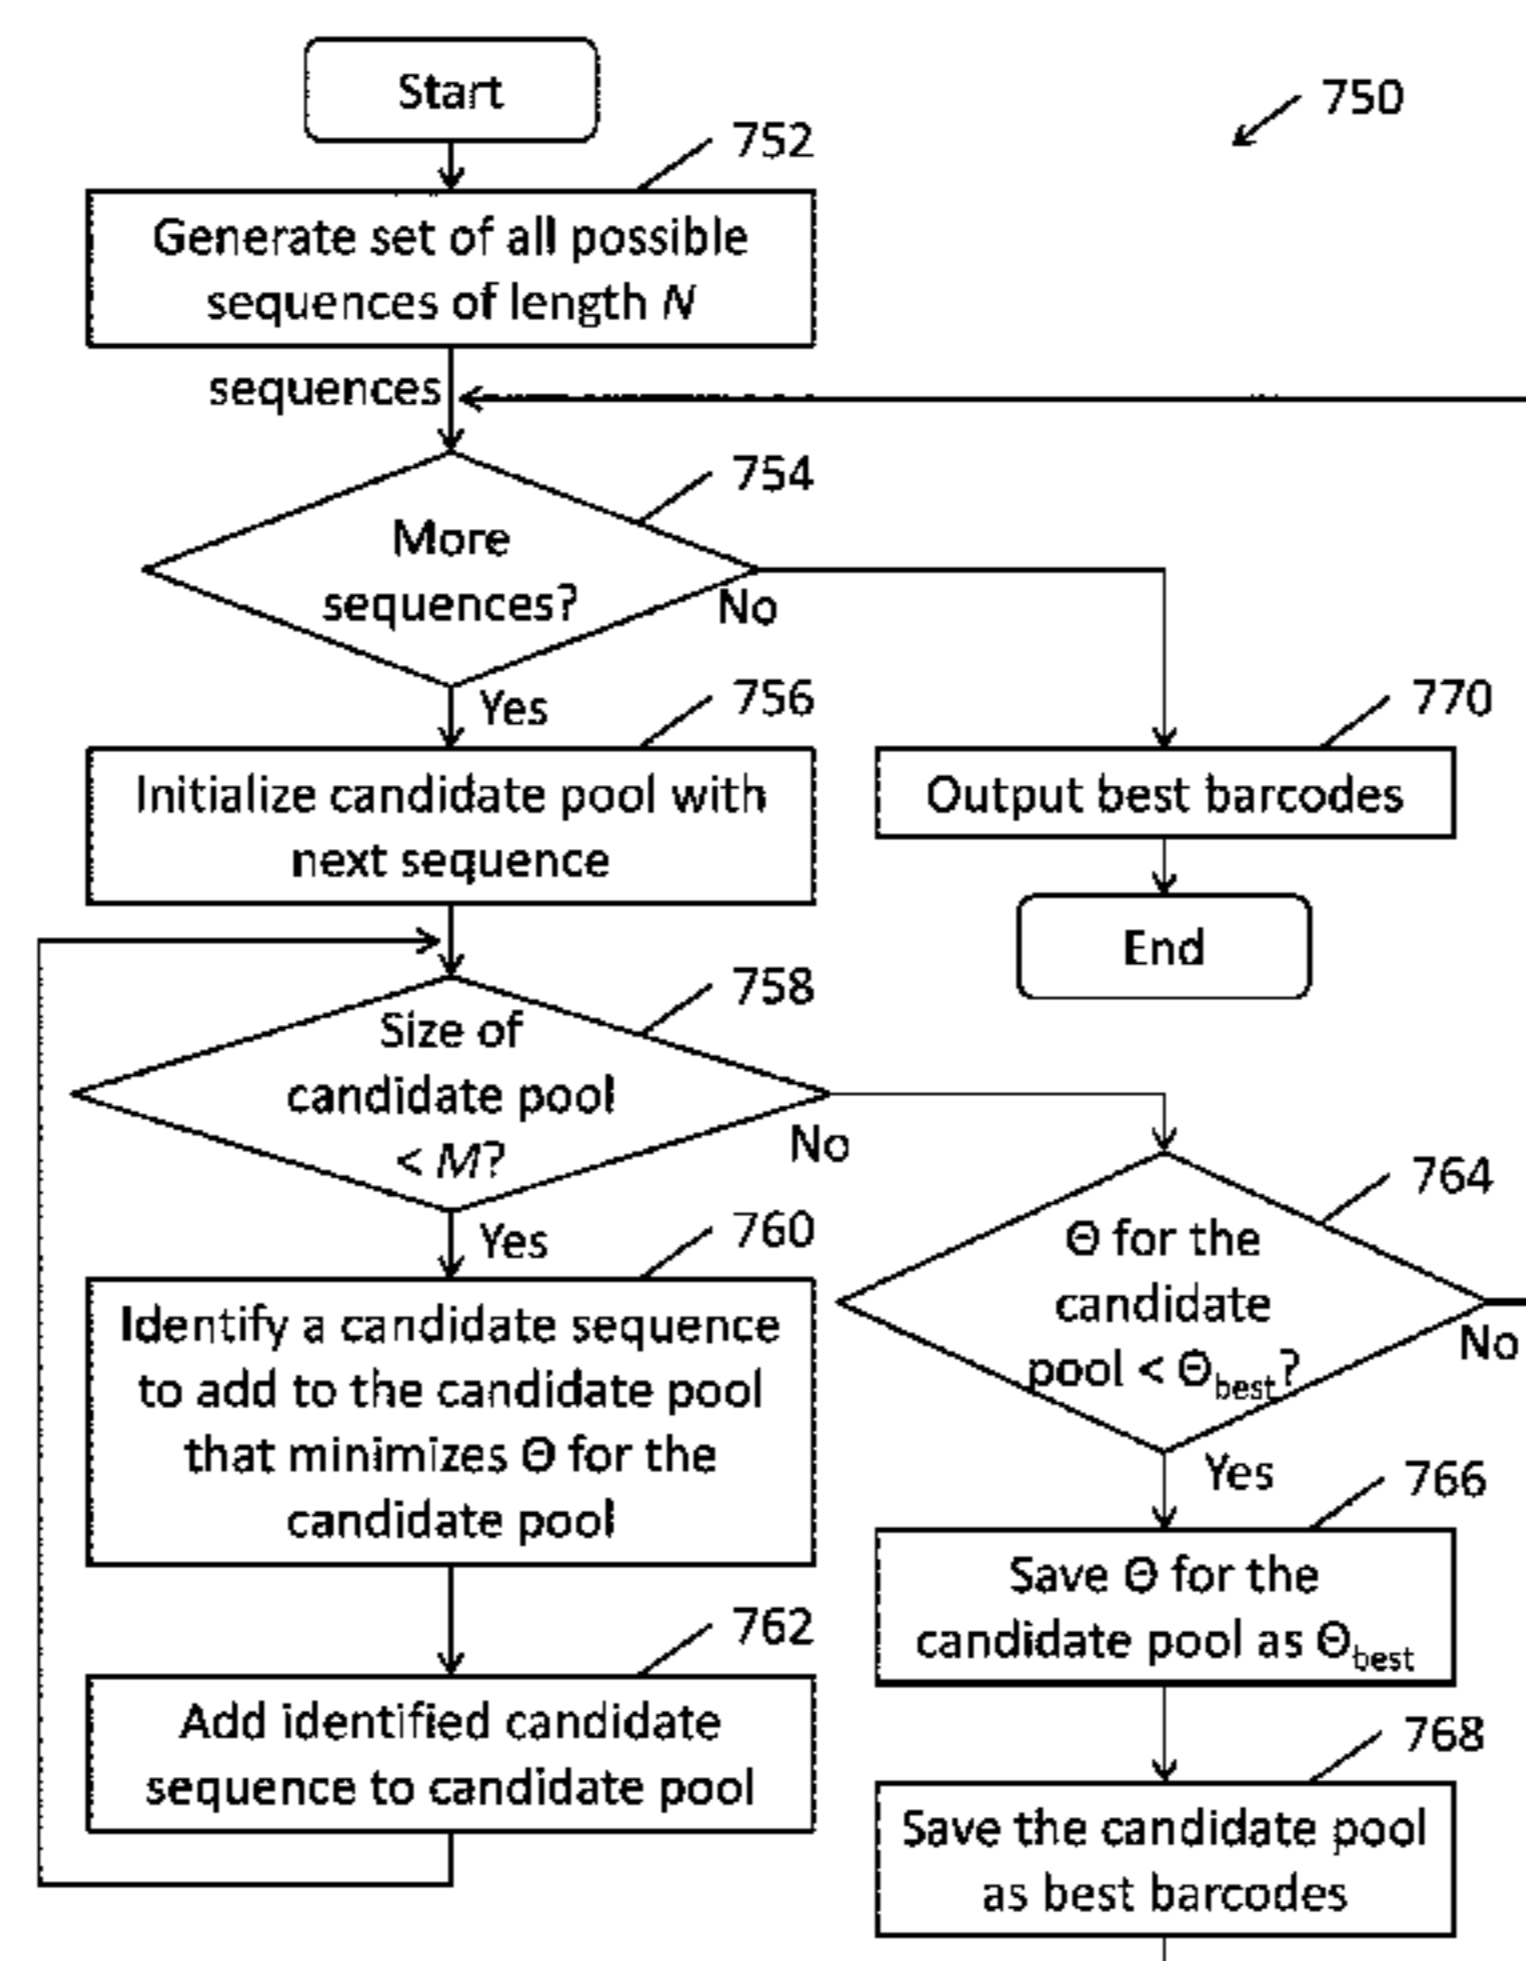 Start
750
752
Generate set of all possible
sequences of length N
sequences
754
More
sequences?
No
Yes
756
Initialize candidate pool with
next sequence
770
Output best barcodes
End
758
Size of
candidate pool
< M?
No
Yes
760
Identify a candidate sequence
to add to the candidate pool
that minimizes Θ for the
candidate pool
762
Add identified candidate
sequence to candidate pool
764
Θ for the
candidate
pool < Θbest?
No
Yes
766
Save Θ for the
candidate pool as Θbest
768
Save the candidate pool
as best barcodes